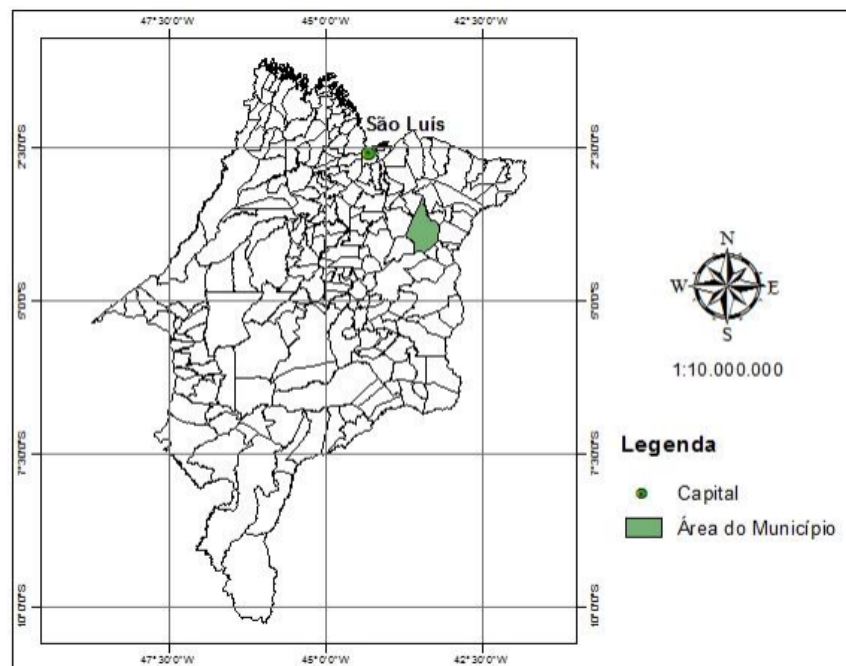 47°30'0"W 45°0'0"W 42°30'0"W
São Luís
2°30'0"S 2°30'0"S
5°0'0"S 5°0'0"S
N
W E
S
1:10.000.000
Legenda
Capital
Área do Município
7°30'0"S 7°30'0"S
10°0'0"S 10°0'0"S
47°30'0"W 45°0'0"W 42°30'0"W